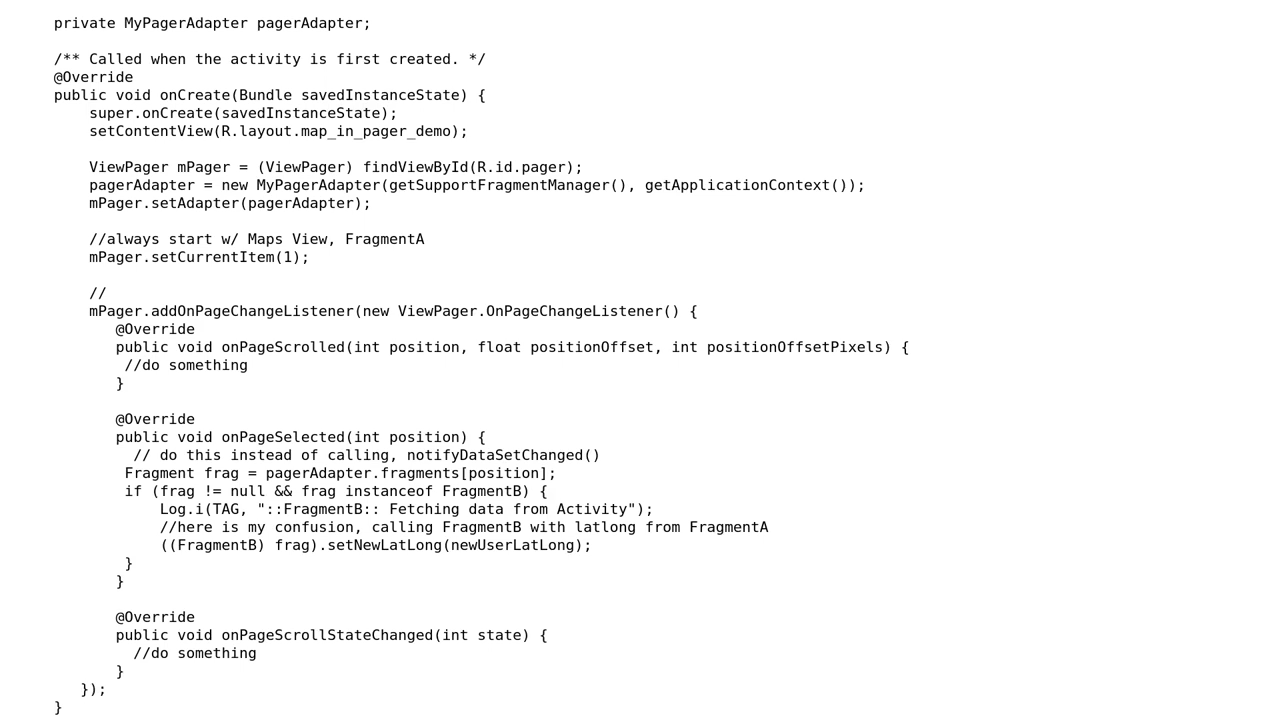 private MyPagerAdapter pagerAdapter;
/** Called when the activity is first created. */
@Override
public void onCreate(Bundle savedInstanceState) {
super.onCreate(savedInstanceState);
setContentView(R.layout.map_in_pager_demo);
ViewPager mPager = (ViewPager) findViewById(R.id.pager);
pagerAdapter = new MyPagerAdapter(getSupportFragmentManager(), getApplicationContext());
mPager.setAdapter(pagerAdapter);
//always start w/ Maps View, FragmentA
mPager.setCurrentItem(1);
//
mPager.addOnPageChangeListener(new ViewPager.OnPageChangeListener() {
@Override
public void onPageScrolled(int position, float positionOffset, int positionOffsetPixels) {
//do something
}
@Override
public void onPageSelected(int position) {
// do this instead of calling, notifyDataSetChanged()
Fragment frag = pagerAdapter.fragments[position];
if (frag != null && frag instanceof FragmentB) {
Log.i(TAG, "::FragmentB:: Fetching data from Activity");
//here is my confusion, calling FragmentB with latlong from FragmentA
((FragmentB) frag).setNewLatLong(newUserLatLong);
}
}
@Override
public void onPageScrollStateChanged(int state) {
//do something
}
});
}